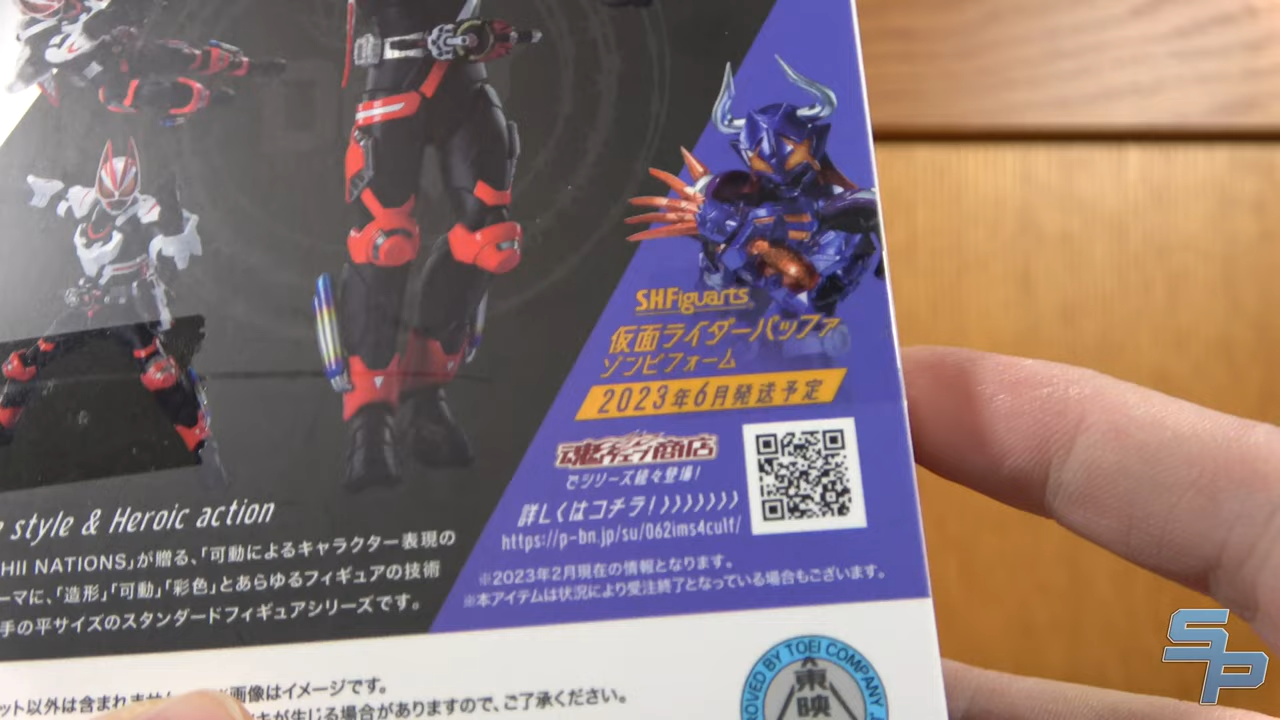 SHFiguarts
仮面ライダーバッファ
ゾンビフォーム
2023年6月発送予定
魂ウェブ商店
でシリーズ続々登場!
詳しくはコチラ!〉〉〉〉〉〉〉
https://p-bn.jp/su/062ims4cult/
※2023年2月現在の情報となります。
※本アイテムは状況により受注終了となっている場合もございます。
style & Heroic action
HII NATIONS」が贈る、「可動によるキャラクター表現の
ーマに、「造形」「可動」「彩色」とあらゆるフィギュアの技術
手の平サイズのスタンダードフィギュアシリーズです。
ット以外は含まれません ※画像はイメージです。
が生じる場合がありますので、ご了承ください。
ROVED BY TOEI COMPANY
東映
SP